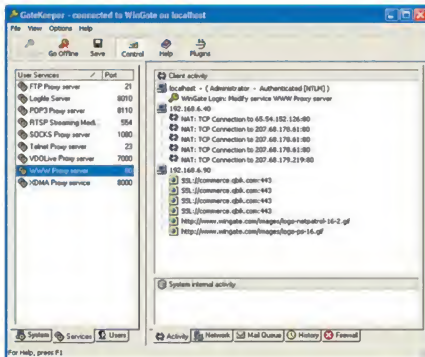 GateKeeper - connected to WinGate on localhost
File View Options Help
Go Offline Save Control Help Plugins
User Services / Port
FTP Proxy server 21
Logfile Server 8010
POP3 Proxy server 8110
RTSP Streaming Medi... 554
SOCKS Proxy server 1080
Telnet Proxy server 23
VDOLive Proxy server 7000
WWW Proxy server 80
XDMA Proxy service 8000
System Services Users
Client activity
localhost - ( Administrator - Authenticated [NTLM] )
WinGate Login: Modify service WWW Proxy server
192.168.6.40
NAT: TCP Connection to 65.54.152.126:80
NAT: TCP Connection to 207.68.178.61:80
NAT: TCP Connection to 207.68.178.61:80
NAT: TCP Connection to 207.68.178.61:80
NAT: TCP Connection to 207.68.179.219:80
192.168.6.90
SSL://commerce.qbik.com:443
SSL://commerce.qbik.com:443
SSL://commerce.qbik.com:443
SSL://commerce.qbik.com:443
http://www.wingate.com/images/logo-netpatrol-16-2.gif
http://www.wingate.com/images/logo-ps-16.gif
System internal activity
Activity Network Mail Queue History Firewall
For Help, press F1